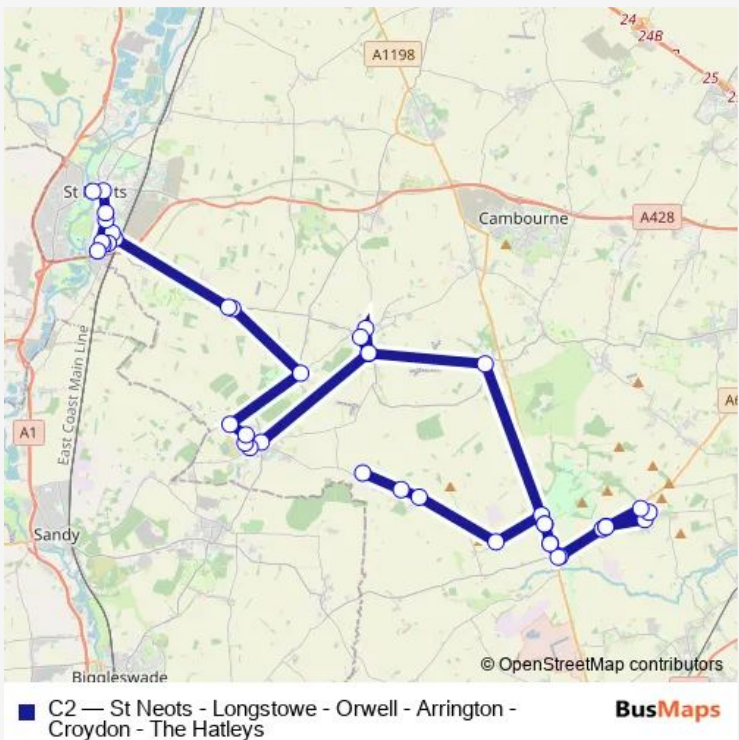 24
24B
A1198
25
St
ts
Cambourne
A428
East Coast Main Line
A1
Sandy
Biggleswade
© OpenStreetMap contributors
C2 — St Neots - Longstowe - Orwell - Arrington -
Croydon - The Hatleys
BusMaps